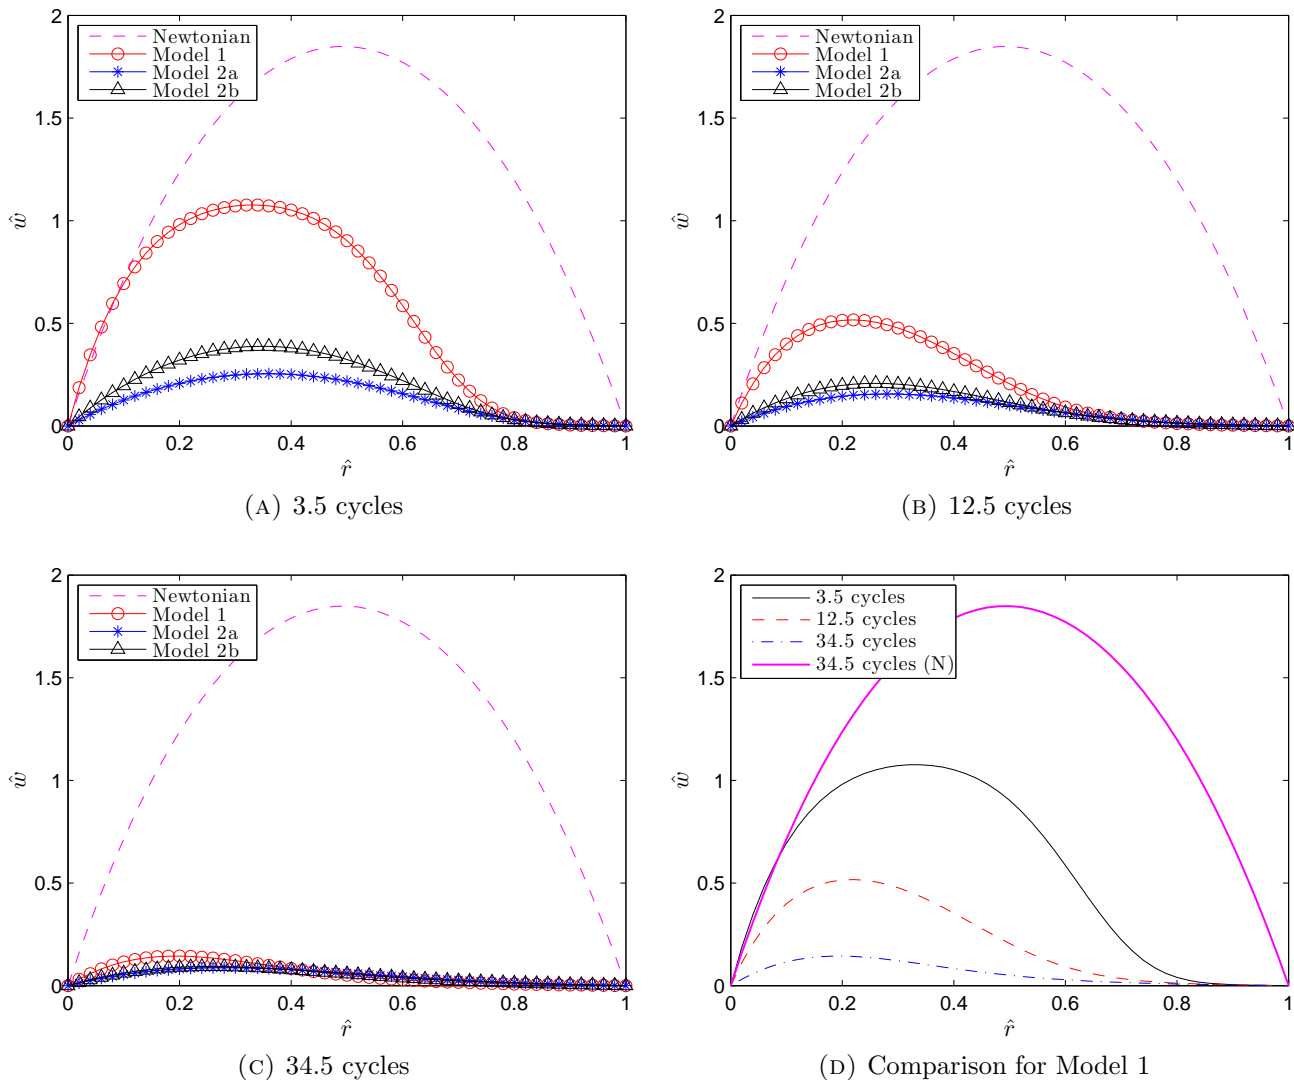 2
1.5
1
0.5
0
0 0.2 0.4 0.6 0.8 1
ŵ
r̂
Newtonian
Model 1
Model 2a
Model 2b
(A) 3.5 cycles
2
1.5
1
0.5
0
0 0.2 0.4 0.6 0.8 1
ŵ
r̂
Newtonian
Model 1
Model 2a
Model 2b
(B) 12.5 cycles
2
1.5
1
0.5
0
0 0.2 0.4 0.6 0.8 1
ŵ
r̂
Newtonian
Model 1
Model 2a
Model 2b
(C) 34.5 cycles
2
1.5
1
0.5
0
0 0.2 0.4 0.6 0.8 1
ŵ
r̂
3.5 cycles
12.5 cycles
34.5 cycles
34.5 cycles (N)
(D) Comparison for Model 1